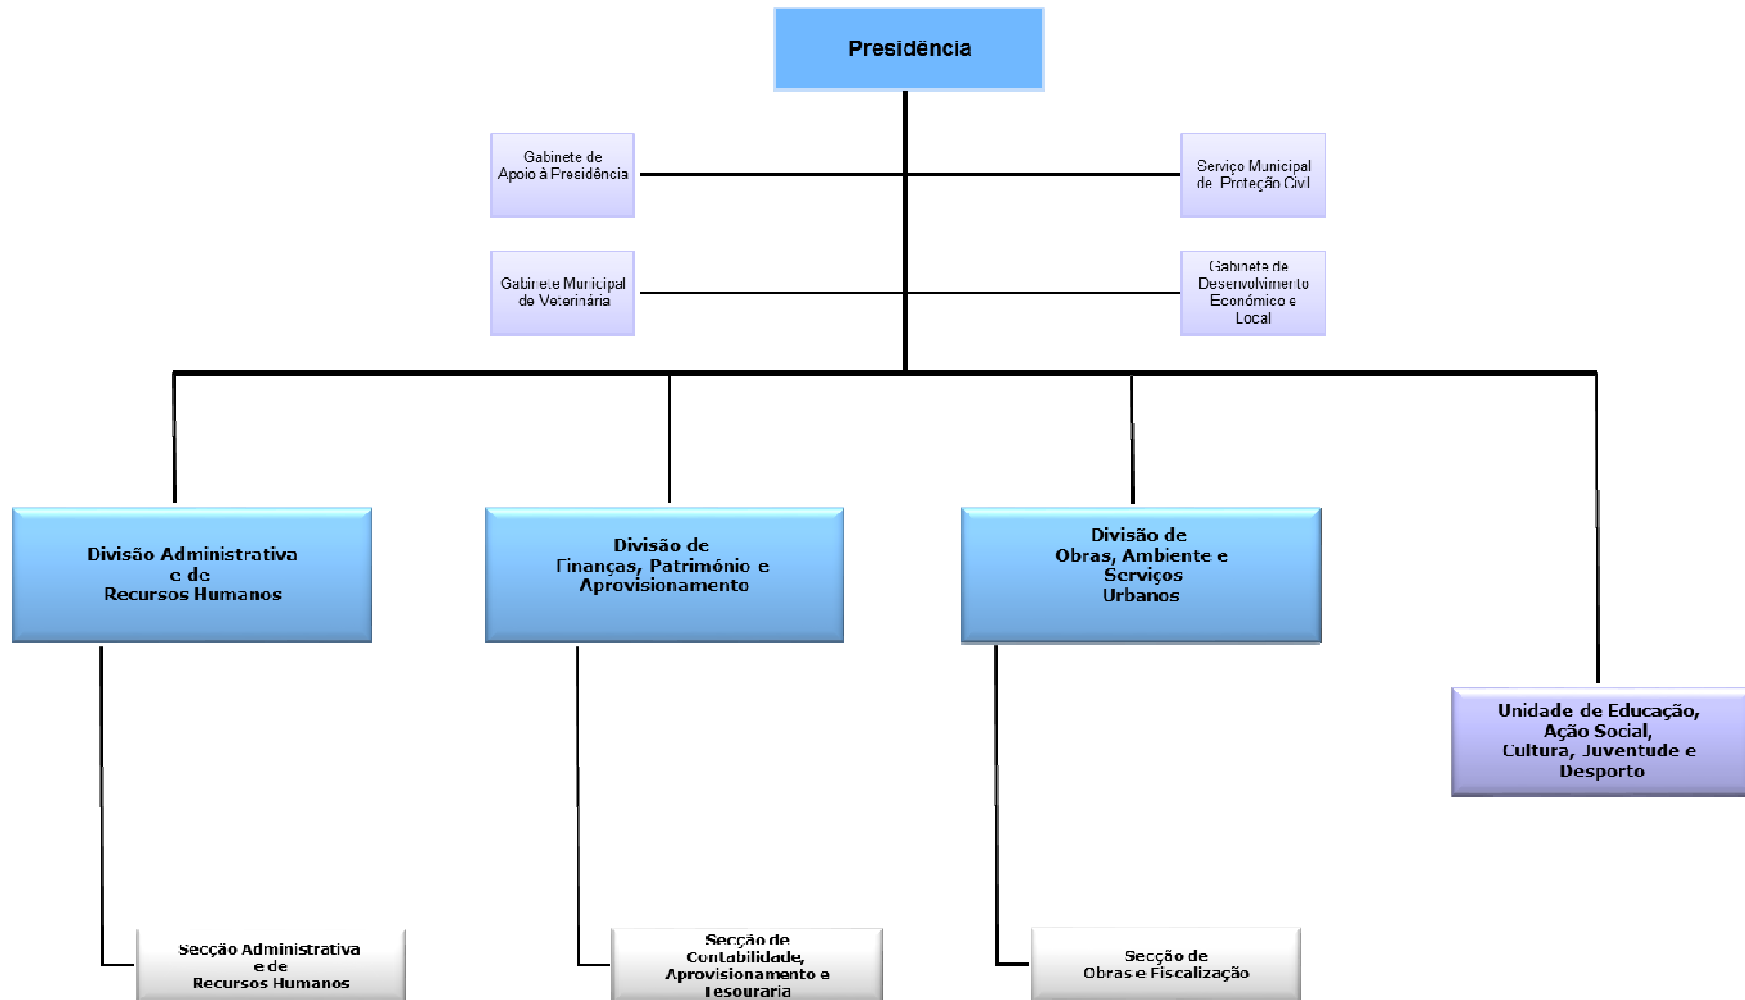 Presidência
Gabinete de
Apoio à Presidência
Serviço Municipal
de Proteção Civil
Gabinete Municipal
de Veterinária
Gabinete de
Desenvolvimento
Económico e
Local
Divisão Administrativa
e de
Recursos Humanos
Divisão de
Finanças, Património e
Aprovisionamento
Divisão de
Obras, Ambiente e
Serviços
Urbanos
Unidade de Educação,
Ação Social,
Cultura, Juventude e
Desporto
Secção Administrativa
e de
Recursos Humanos
Secção de
Contabilidade,
Aprovisionamento e
Tesouraria
Secção de
Obras e Fiscalização